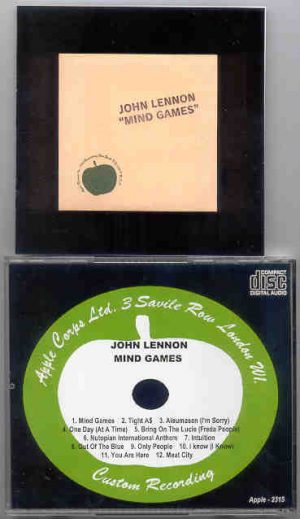 JOHN LENNON
"MIND GAMES"
COMPACT
disc
DIGITAL AUDIO
Apple Corps Ltd. 3 Savile Row London W1.
JOHN LENNON
MIND GAMES
1. Mind Games 2. Tight A$ 3. Aisumasen (I'm Sorry)
4. One Day (At A Time) 5. Bring On The Lucie (Freda People)
6. Nutopian International Anthem 7. Intuition
8. Out Of The Blue 9. Only People 10. I know (I Know)
11. You Are Here 12. Meat City
Custom Recording
Apple - 2315